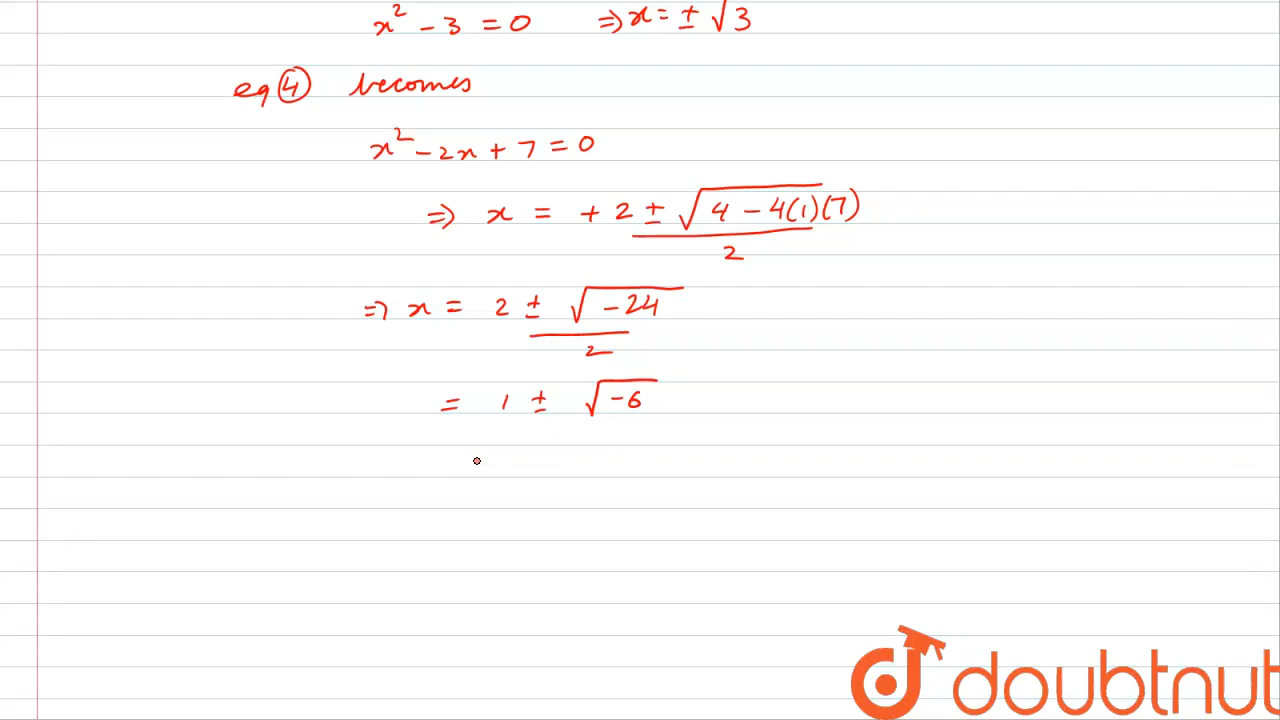 x² - 3 = 0 ⇒ x = ± √3
eq ④ becomes
x² - 2x + 7 = 0
⇒ x = + 2 ± √4 - 4(1)(7)
2
⇒ x = 2 ± √-24
2
= 1 ± √-6
doubtnut